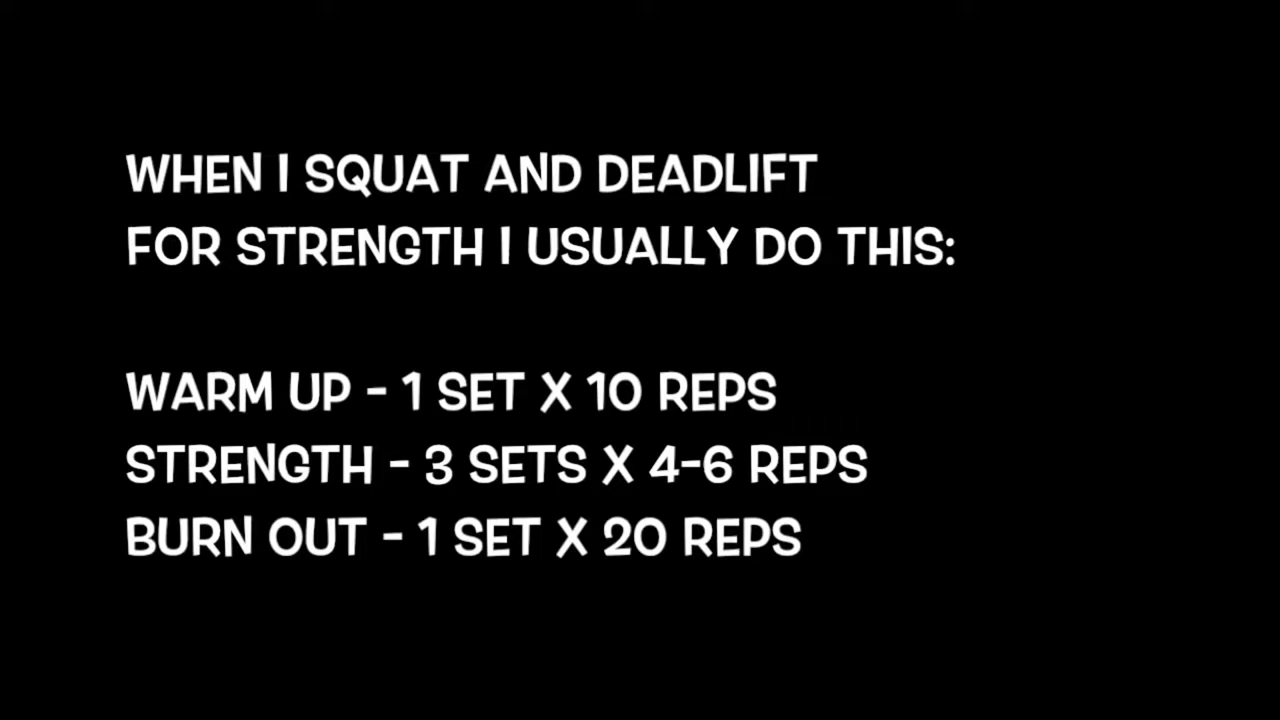 WHEN I SQUAT AND DEADLIFT
FOR STRENGTH I USUALLY DO THIS:
WARM UP - 1 SET X 10 REPS
STRENGTH - 3 SETS X 4-6 REPS
BURN OUT - 1 SET X 20 REPS